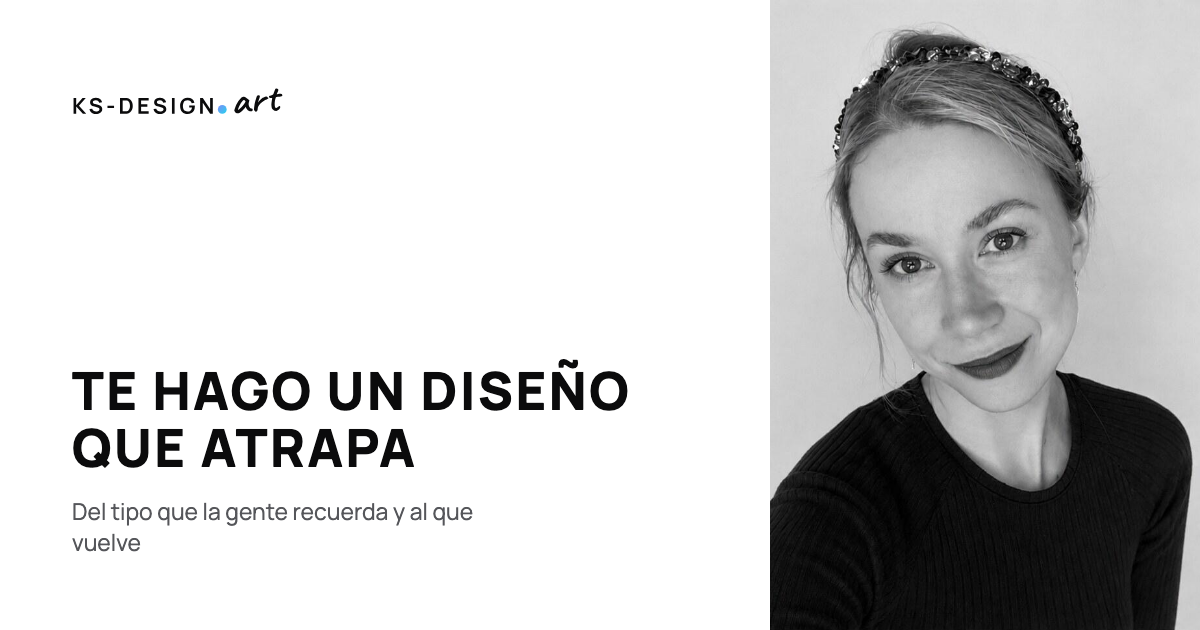 KS-DESIGN.art
TE HAGO UN DISEÑO
QUE ATRAPA
Del tipo que la gente recuerda y al que
vuelve